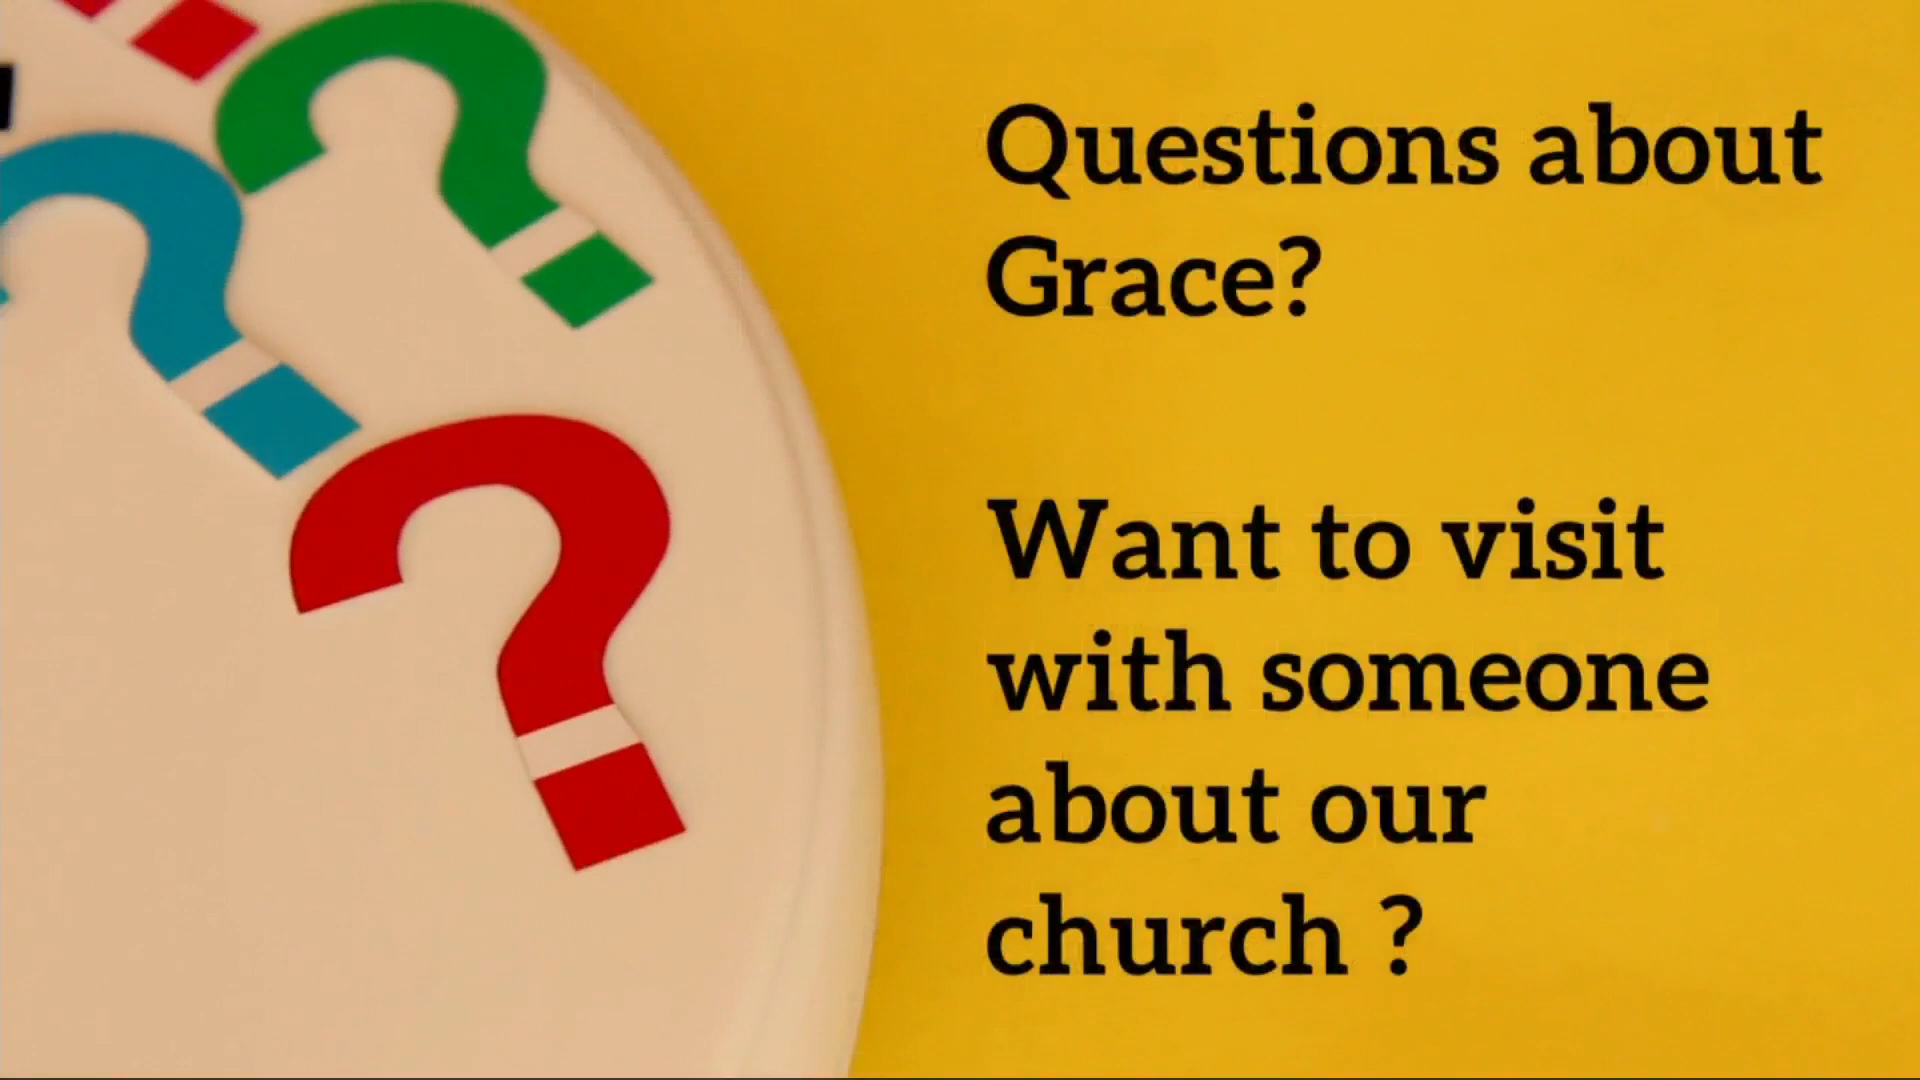 Questions about
Grace?
Want to visit
with someone
about our
church ?